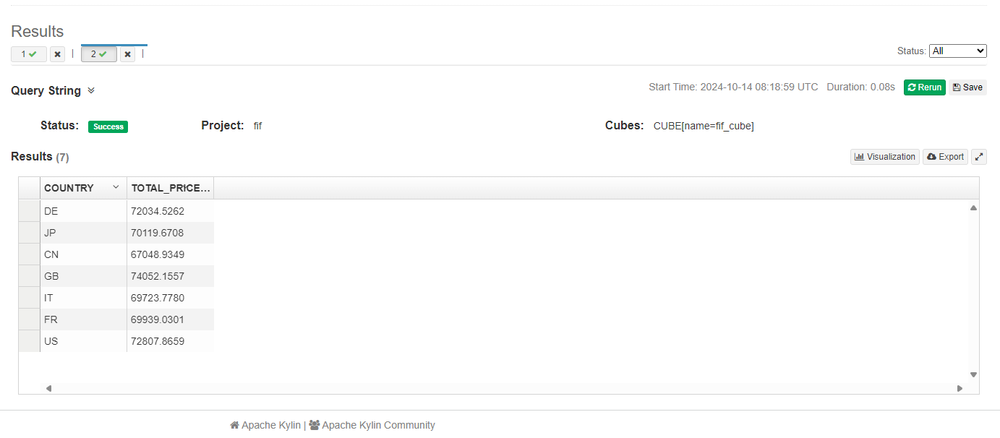 Results
1 | 2 |
Status: All
Query String
Start Time: 2024-10-14 08:18:59 UTC Duration: 0.08s Rerun Save
Status: Success Project: fif Cubes: CUBE[name=fif_cube]
Results (7)
Visualization Export
COUNTRY TOTAL_PRICE...
DE 72034.5262
JP 70119.6708
CN 67048.9349
GB 74052.1557
IT 69723.7780
FR 69939.0301
US 72807.8659
Apache Kylin | Apache Kylin Community